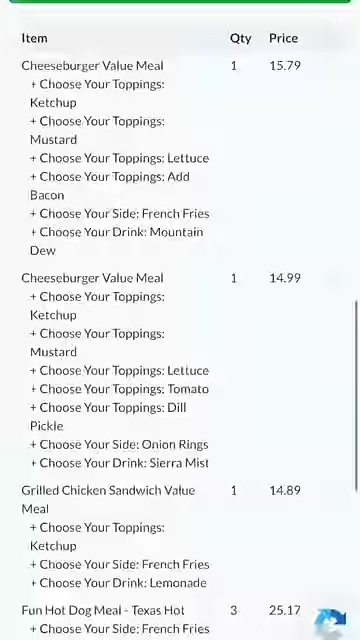 Item Qty Price
Cheeseburger Value Meal 1 15.79
+ Choose Your Toppings:
Ketchup
+ Choose Your Toppings:
Mustard
+ Choose Your Toppings: Lettuce
+ Choose Your Toppings: Add
Bacon
+ Choose Your Side: French Fries
+ Choose Your Drink: Mountain
Dew
Cheeseburger Value Meal 1 14.99
+ Choose Your Toppings:
Ketchup
+ Choose Your Toppings:
Mustard
+ Choose Your Toppings: Lettuce
+ Choose Your Toppings: Tomato
+ Choose Your Toppings: Dill
Pickle
+ Choose Your Side: Onion Rings
+ Choose Your Drink: Sierra Mist
Grilled Chicken Sandwich Value 1 14.89
Meal
+ Choose Your Toppings:
Ketchup
+ Choose Your Side: French Fries
+ Choose Your Drink: Lemonade
Fun Hot Dog Meal - Texas Hot 3 25.17
+ Choose Your Side: French Fries